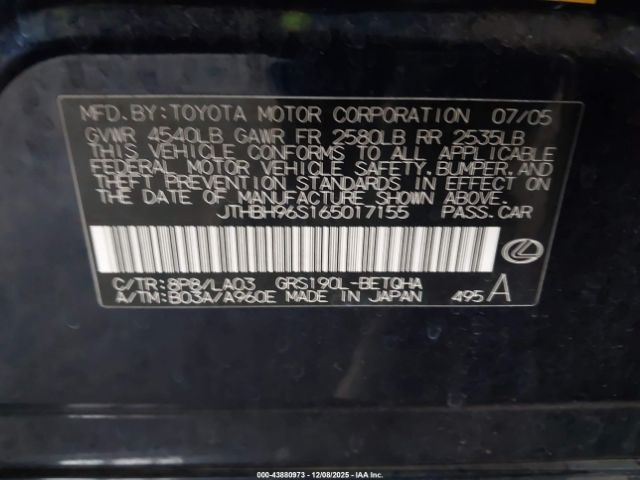 MFD.BY:TOYOTA MOTOR CORPORATION 07/05
GVWR 4540LB GAWR FR 2580LB RR 2535LB
THIS VEHICLE CONFORMS TO ALL APPLICABLE
FEDERAL MOTOR VEHICLE SAFETY,BUMPER,AND
THEFT PREVENTION STANDARDS IN EFFECT ON
THE DATE OF MANUFACTURE SHOWN ABOVE.
JTHBH96S165017155 PASS.CAR
C/TR:8P8/LA03 GRS190L-BETQHA
A/TM:B03A/A960E MADE IN JAPAN 495 A
000-43880973 - 12/08/2025 - IAA Inc.